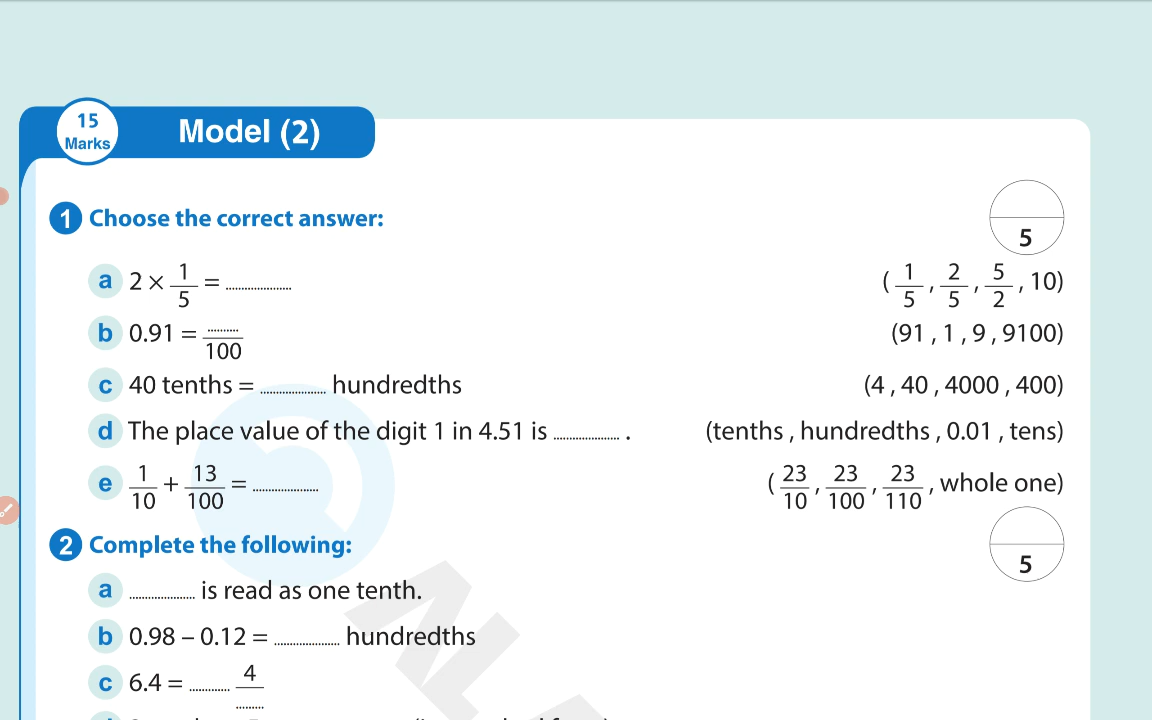 15
Marks
Model (2)
1 Choose the correct answer:
5
a 2 × 1/5 = .................... ( 1/5 , 2/5 , 5/2 , 10)
b 0.91 = ........../100 (91 , 1 , 9 , 9100)
c 40 tenths = .................... hundredths (4 , 40 , 4000 , 400)
d The place value of the digit 1 in 4.51 is .................... . (tenths , hundredths , 0.01 , tens)
e 1/10 + 13/100 = .................... ( 23/10 , 23/100 , 23/110 , whole one)
2 Complete the following:
5
a .................... is read as one tenth.
b 0.98 – 0.12 = .................... hundredths
c 6.4 = ............ 4/.........